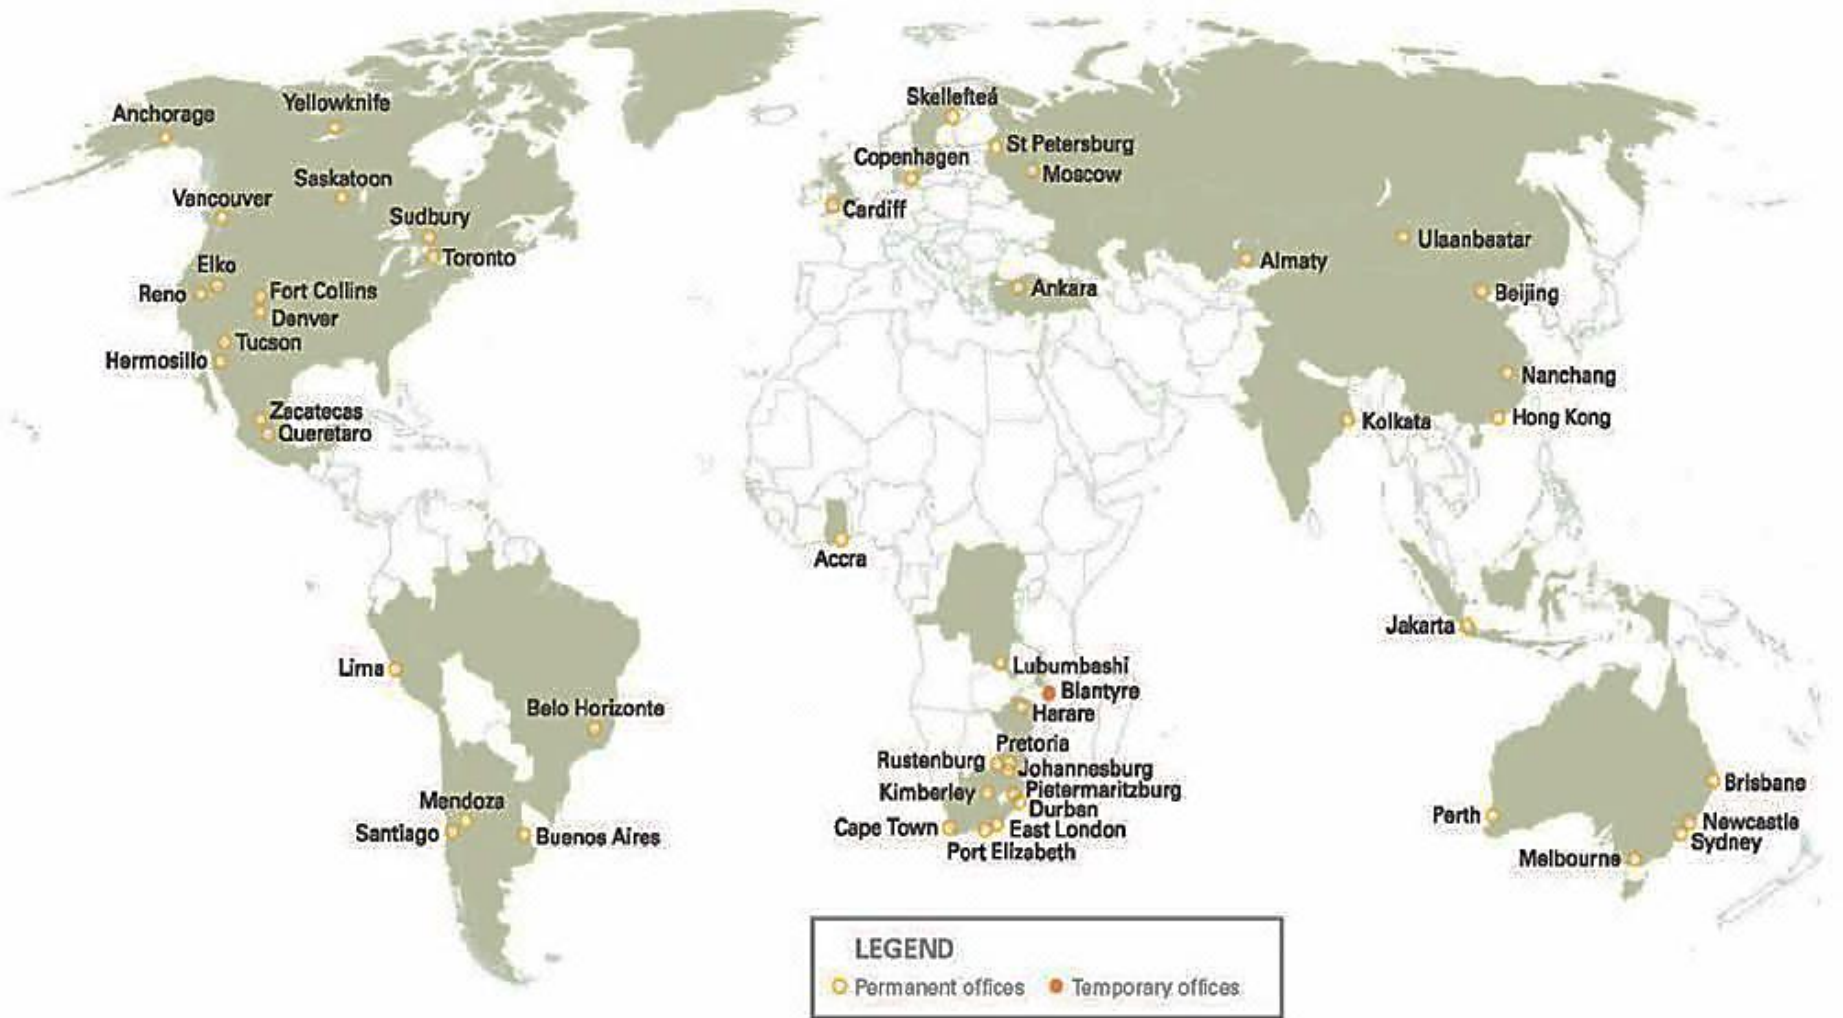 Anchorage
Yellowknife
Skellefteá
Copenhagen
St Petersburg
Moscow
Saskatoon
Vancouver
Sudbury
Cardiff
Toronto
Ulaanbaatar
Almaty
Elko
Reno
Fort Collins
Denver
Ankara
Beijing
Tucson
Hermosillo
Nanchang
Zacatecas
Queretaro
Kolkata
Hong Kong
Accra
Jakarta
Lima
Lubumbashi
Blantyre
Belo Horizonte
Harare
Pretoria
Rustenburg
Johannesburg
Kimberley
Pietermaritzburg
Durban
Brisbane
Mendoza
Santiago
Buenos Aires
Cape Town
East London
Port Elizabeth
Perth
Newcastle
Sydney
Melbourne
LEGEND
Permanent offices
Temporary offices